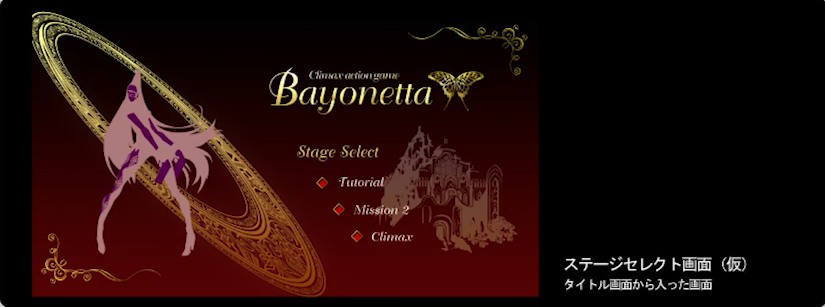 Climax action game
Bayonetta
Stage Select
Tutorial
Mission 2
Climax
ステージセレクト画面（仮）
タイトル画面から入った画面